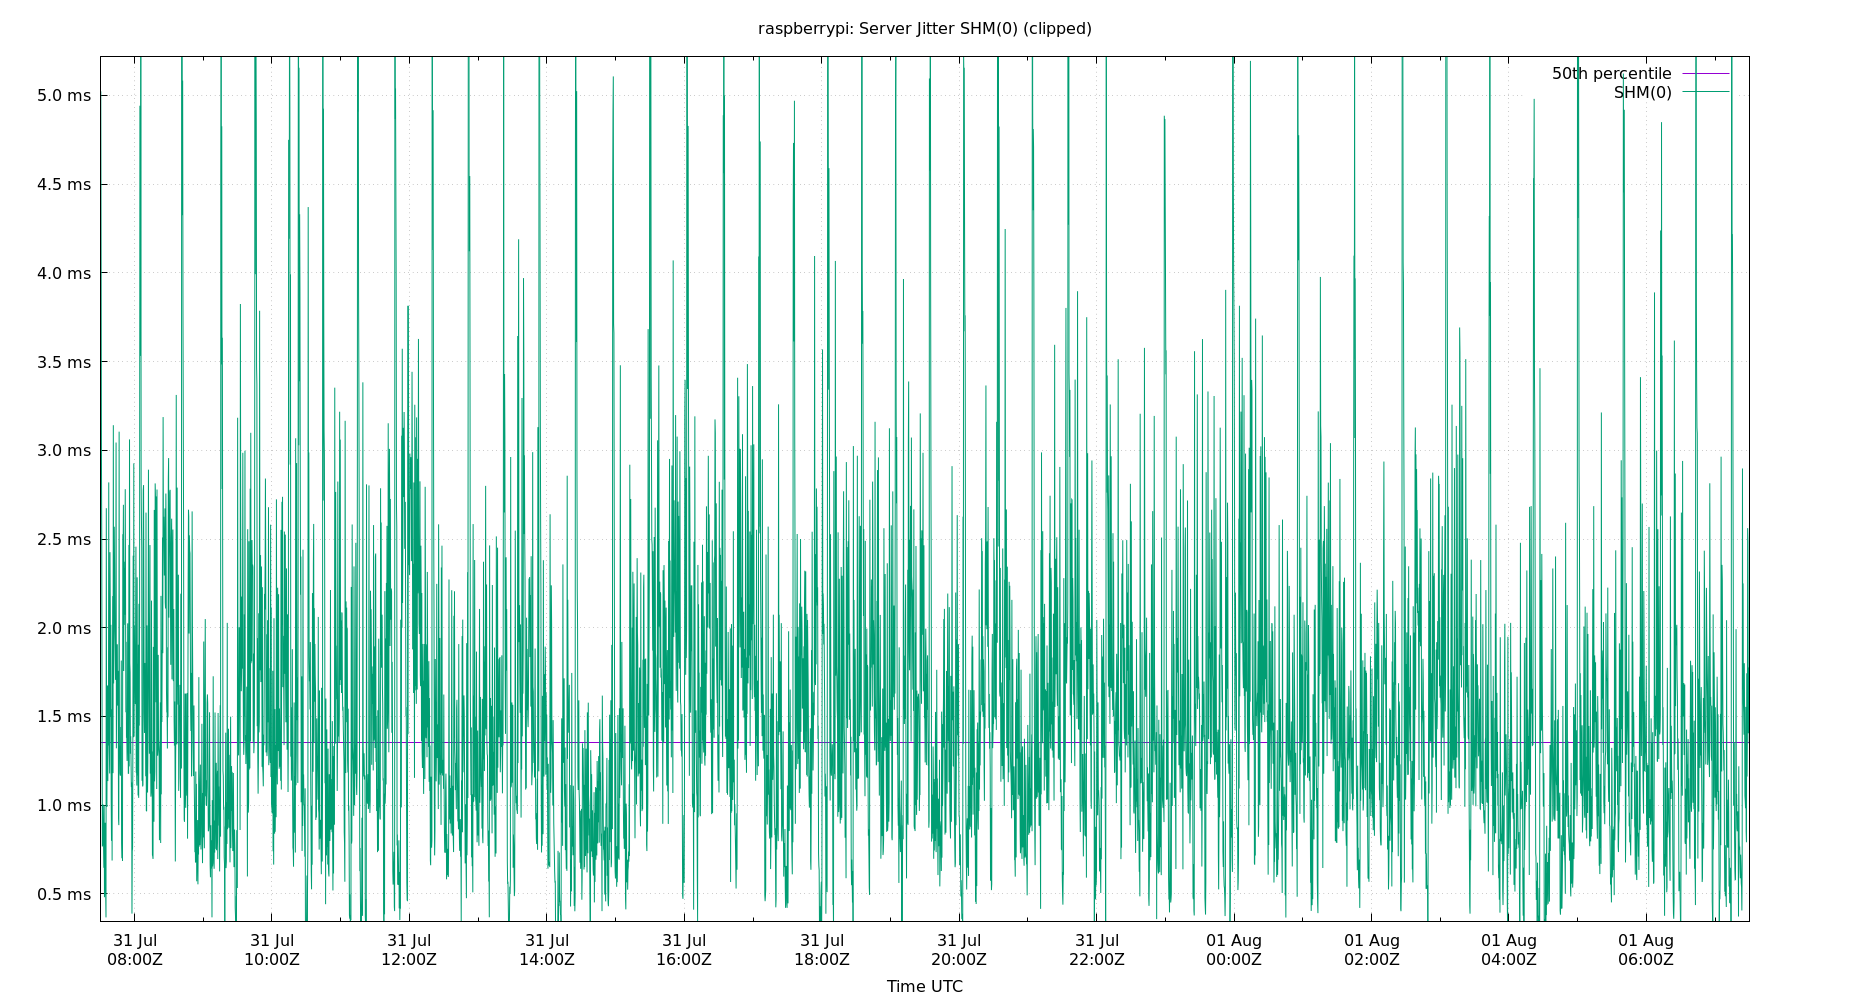 raspberrypi: Server Jitter SHM(0) (clipped)
50th percentile
SHM(0)
5.0 ms
4.5 ms
4.0 ms
3.5 ms
3.0 ms
2.5 ms
2.0 ms
1.5 ms
1.0 ms
0.5 ms
31 Jul 31 Jul 31 Jul 31 Jul 31 Jul 31 Jul 31 Jul 31 Jul 01 Aug 01 Aug 01 Aug 01 Aug
08:00Z 10:00Z 12:00Z 14:00Z 16:00Z 18:00Z 20:00Z 22:00Z 00:00Z 02:00Z 04:00Z 06:00Z
Time UTC